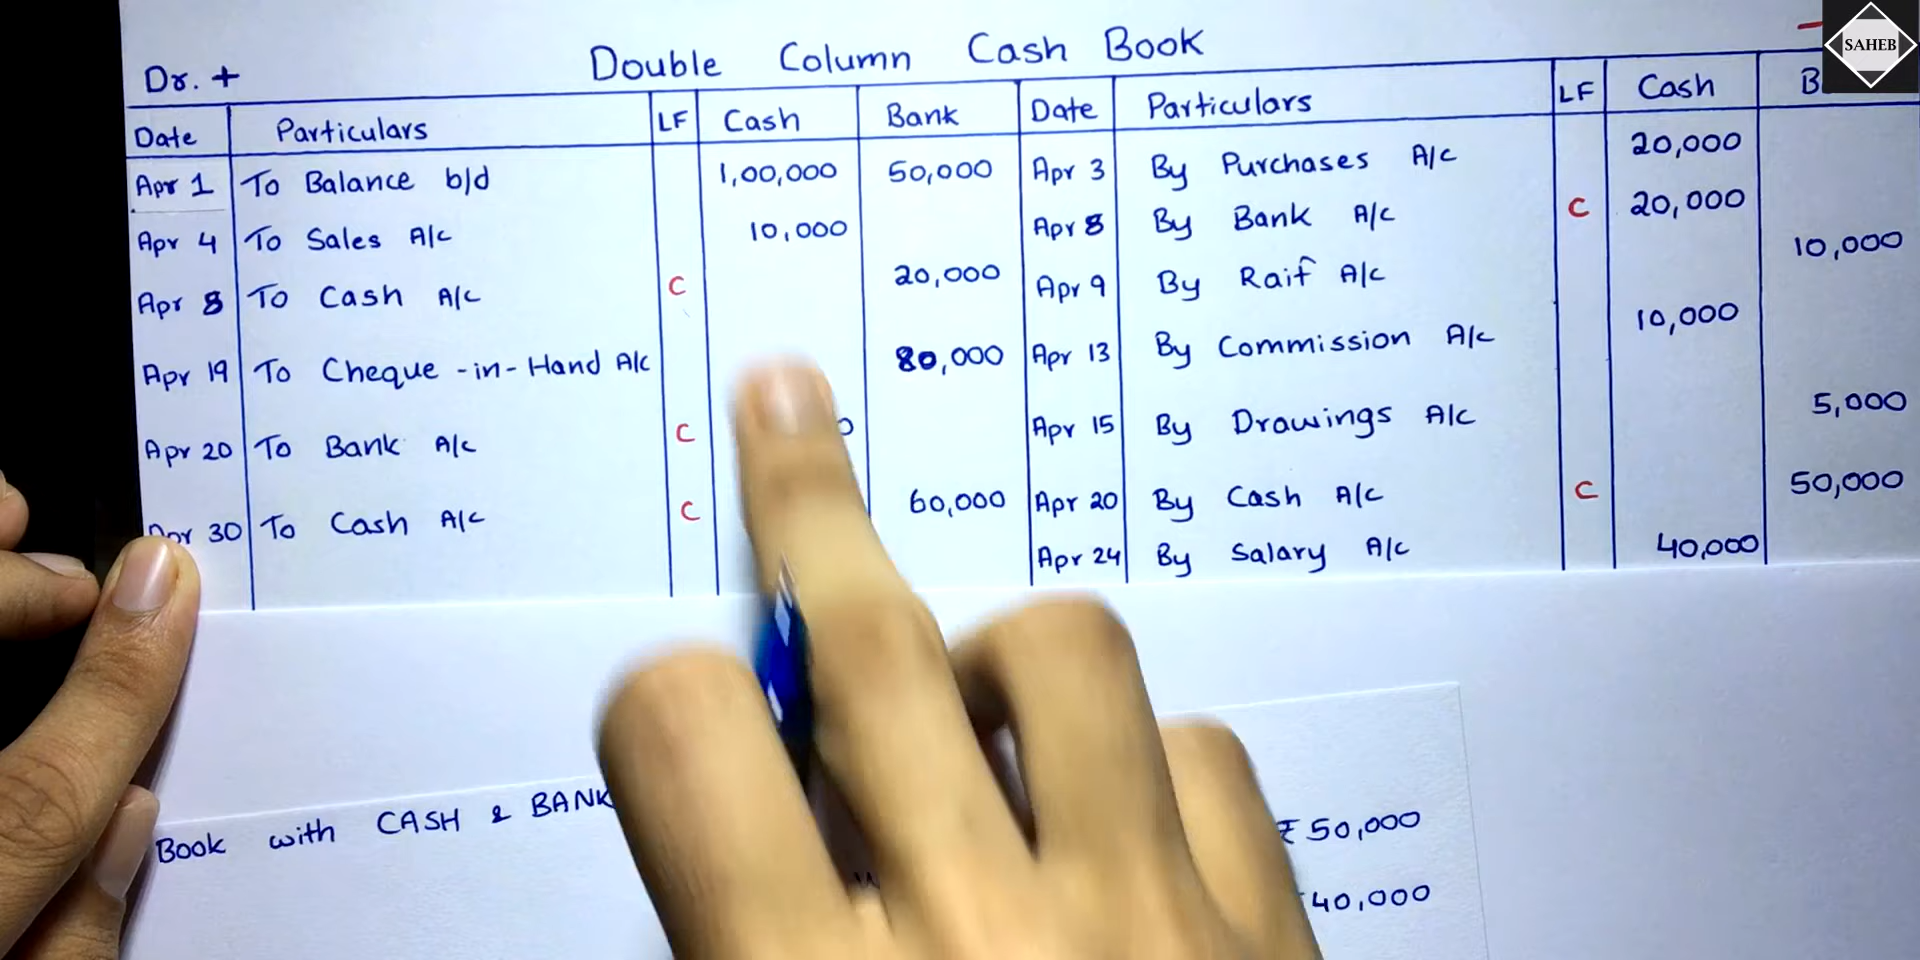 SAHEB
Double Column Cash Book
Dr. +
Date Particulars LF Cash Bank Date Particulars LF Cash
Apr 1 To Balance b/d 1,00,000 50,000 Apr 3 By Purchases A/c 20,000
Apr 4 To Sales A/c 10,000 Apr 8 By Bank A/c C 20,000
Apr 8 To Cash A/c C 20,000 Apr 9 By Raif A/c 10,000
Apr 19 To Cheque-in-Hand A/c 80,000 Apr 13 By Commission A/c 10,000
Apr 20 To Bank A/c C Apr 15 By Drawings A/c 5,000
Apr 30 To Cash A/c C 60,000 Apr 20 By Cash A/c C 50,000
Apr 24 By Salary A/c 40,000
Book with CASH & BANK
₹ 50,000
40,000